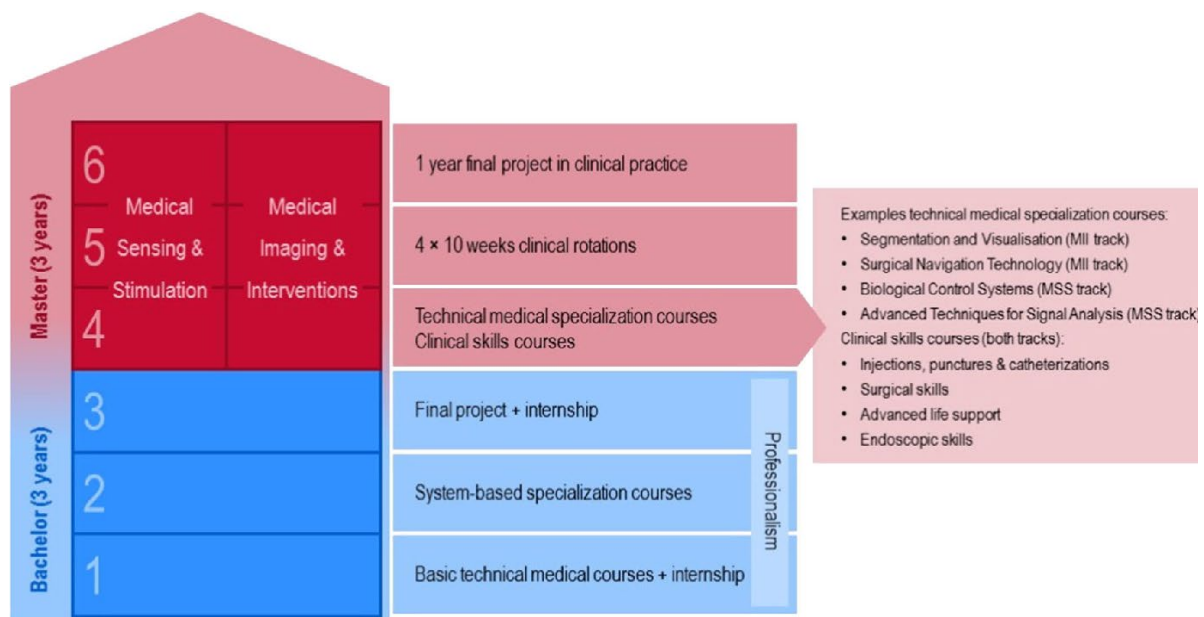 6
5
4
Medical
Sensing &
Stimulation
Medical
Imaging &
Interventions
3
2
1
Master (3 years)
Bachelor (3 years)
1 year final project in clinical practice
4 × 10 weeks clinical rotations
Technical medical specialization courses
Clinical skills courses
Final project + internship
System-based specialization courses
Basic technical medical courses + internship
Professionalism
Examples technical medical specialization courses:
• Segmentation and Visualisation (MII track)
• Surgical Navigation Technology (MII track)
• Biological Control Systems (MSS track)
• Advanced Techniques for Signal Analysis (MSS track)
Clinical skills courses (both tracks):
• Injections, punctures & catheterizations
• Surgical skills
• Advanced life support
• Endoscopic skills